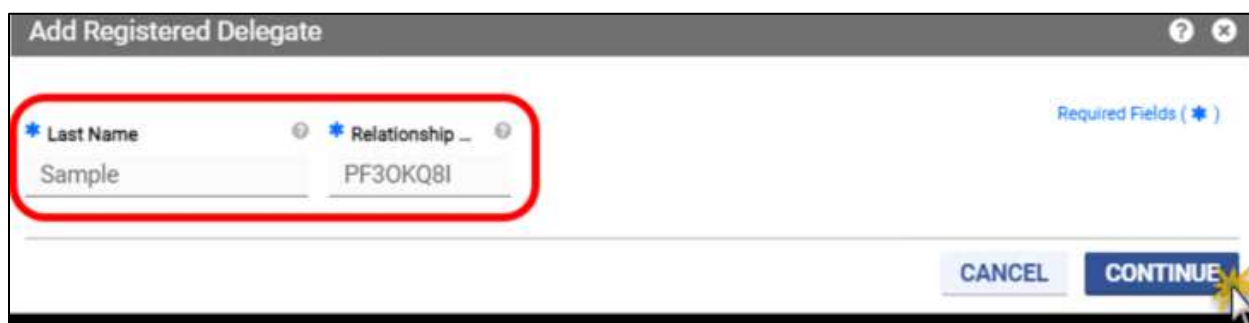 Add Registered Delegate
Required Fields ( * )
* Last Name * Relationship ...
Sample PF3OKQ8I
CANCEL CONTINUE